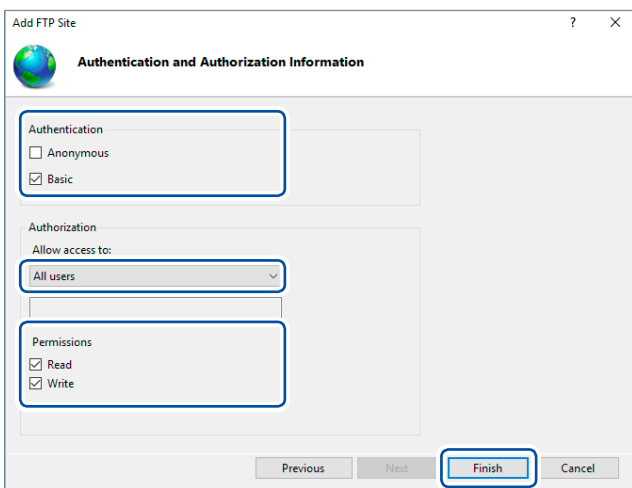 Add FTP Site
?
Authentication and Authorization Information
Authentication
Anonymous
Basic
Authorization
Allow access to:
All users
Permissions
Read
Write
Previous Next Finish Cancel